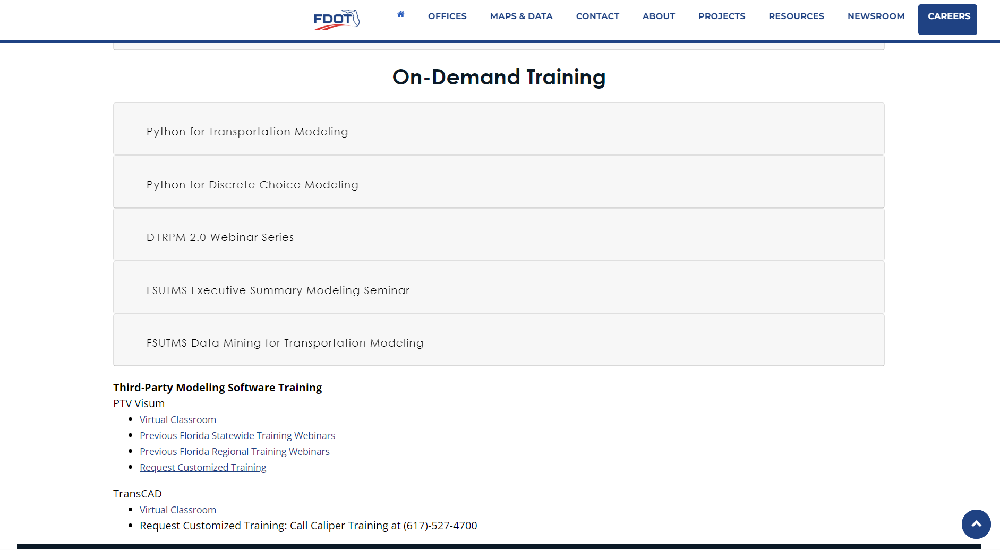 FDOT
OFFICES MAPS & DATA CONTACT ABOUT PROJECTS RESOURCES NEWSROOM CAREERS
On-Demand Training
Python for Transportation Modeling
Python for Discrete Choice Modeling
D1RPM 2.0 Webinar Series
FSUTMS Executive Summary Modeling Seminar
FSUTMS Data Mining for Transportation Modeling
Third-Party Modeling Software Training
PTV Visum
Virtual Classroom
Previous Florida Statewide Training Webinars
Previous Florida Regional Training Webinars
Request Customized Training
TransCAD
Virtual Classroom
Request Customized Training: Call Caliper Training at (617)-527-4700